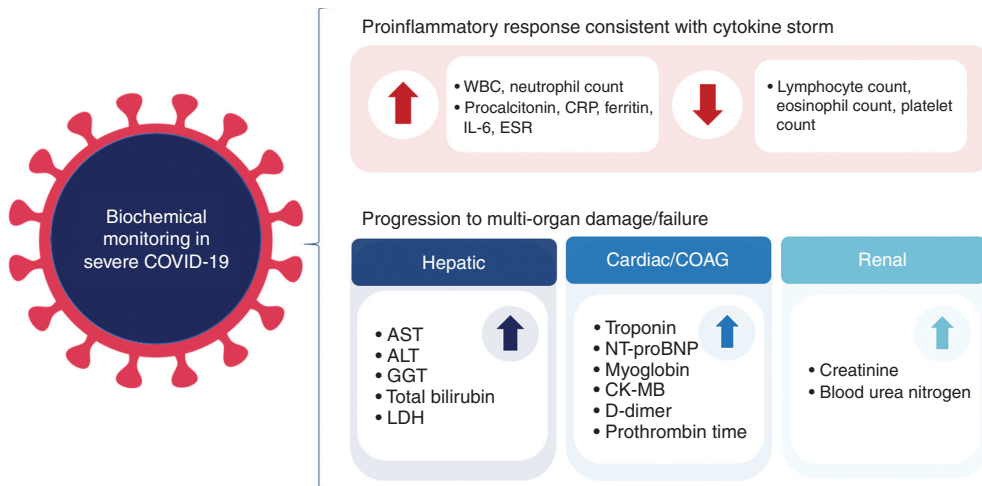 Proinflammatory response consistent with cytokine storm
• WBC, neutrophil count
• Procalcitonin, CRP, ferritin,
IL-6, ESR
• Lymphocyte count,
eosinophil count, platelet
count
Biochemical
monitoring in
severe COVID-19
Progression to multi-organ damage/failure
Hepatic
• AST
• ALT
• GGT
• Total bilirubin
• LDH
Cardiac/COAG
• Troponin
• NT-proBNP
• Myoglobin
• CK-MB
• D-dimer
• Prothrombin time
Renal
• Creatinine
• Blood urea nitrogen